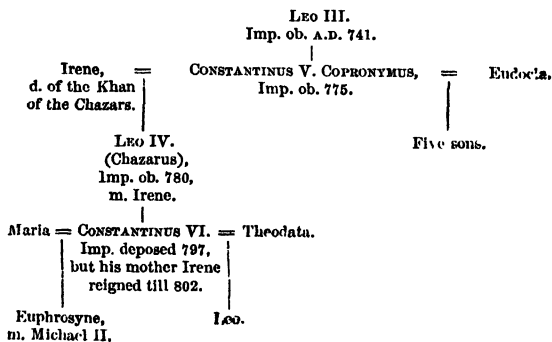 LEO III.
Imp. ob. A.D. 741.
Irene, = CONSTANTINUS V. COPRONYMUS, = Eudocia.
d. of the Khan Imp. ob. 775.
of the Chazars.
LEO IV. Five sons.
(Chazarus),
Imp. ob. 780,
m. Irene.
Maria = CONSTANTINUS VI. = Theodata.
Imp. deposed 797,
but his mother Irene
reigned till 802.
Euphrosyne, Leo.
m. Michael II.